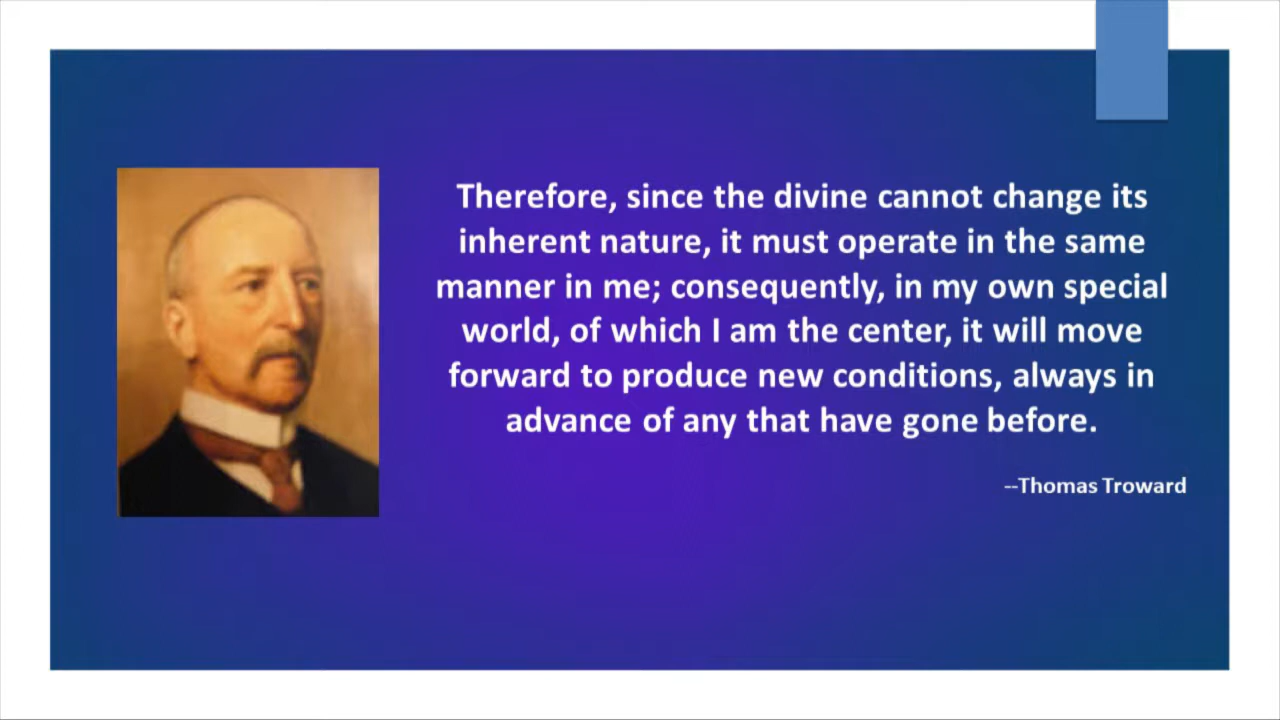 Therefore, since the divine cannot change its
inherent nature, it must operate in the same
manner in me; consequently, in my own special
world, of which I am the center, it will move
forward to produce new conditions, always in
advance of any that have gone before.
--Thomas Troward